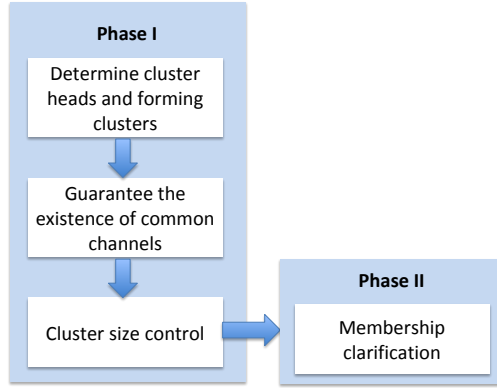 Phase I
Determine cluster
heads and forming
clusters
Guarantee the
existence of common
channels
Cluster size control
Phase II
Membership
clarification